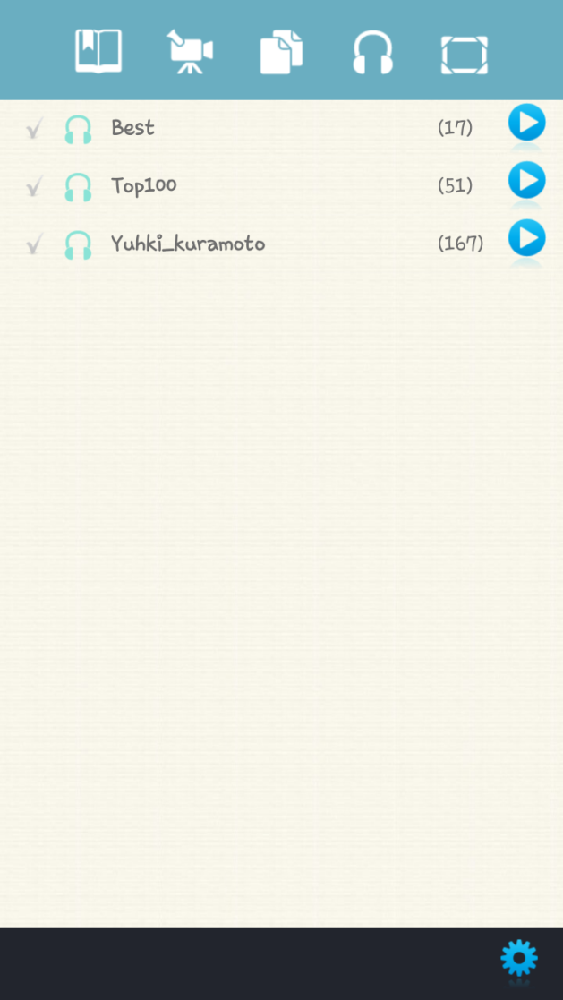 Best (17)
Top100 (51)
Yuhki_kuramoto (167)